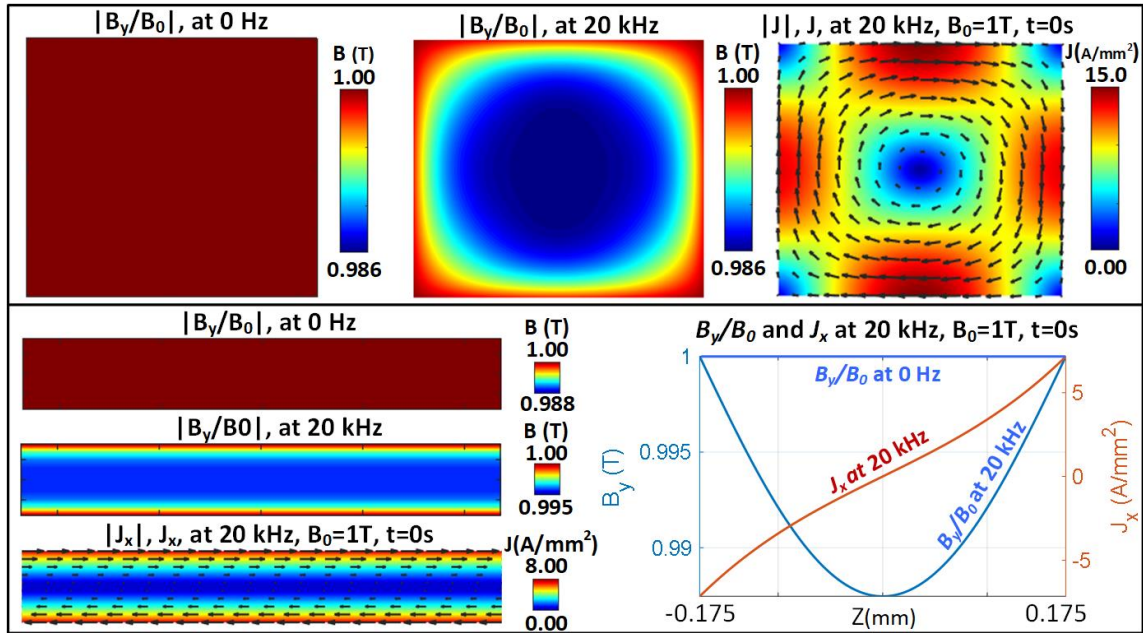 |By/B0|, at 0 Hz
B (T)
1.00
0.986
|By/B0|, at 20 kHz
B (T)
1.00
0.986
|J|, J, at 20 kHz, B0=1T, t=0s
J(A/mm²)
15.0
0.00
|By/B0|, at 0 Hz
B (T)
1.00
0.988
|By/B0|, at 20 kHz
B (T)
1.00
0.995
|Jx|, Jx, at 20 kHz, B0=1T, t=0s
J(A/mm²)
8.00
0.00
By/B0 and Jx at 20 kHz, B0=1T, t=0s
By/B0 at 0 Hz
Jx at 20 kHz
By/B0 at 20 kHz
1
0.995
0.99
By (T)
5
0
-5
Jx (A/mm²)
-0.175
Z(mm)
0.175